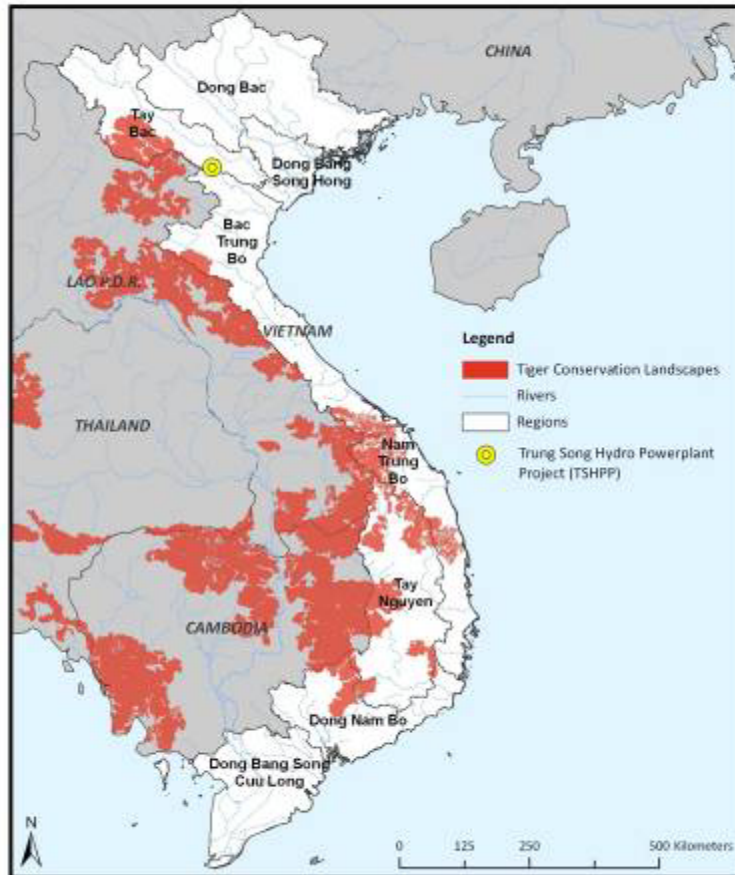 CHINA
Dong Bac
Tay
Bac
Dong Bang
Song Hong
Bac
Trung
Bo
LAO P.D.R.
VIETNAM
Legend
Tiger Conservation Landscapes
Rivers
Regions
Trung Song Hydro Powerplant
Project (TSHPP)
THAILAND
Nam
Trung
Bo
Tay
Nguyen
CAMBODIA
Dong Nam Bo
Dong Bang Song
Cuu Long
N
0 125 250 500 Kilometers